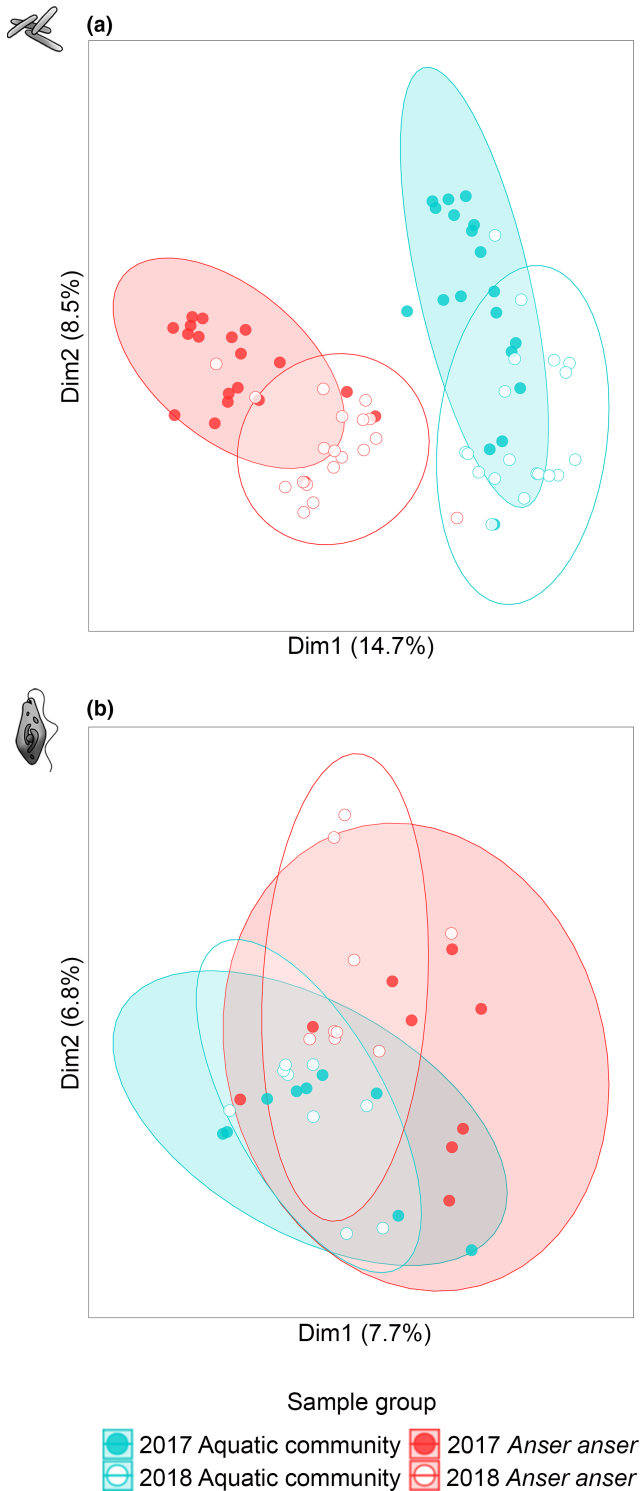 (a)
Dim2 (8.5%)
Dim1 (14.7%)
(b)
Dim2 (6.8%)
Dim1 (7.7%)
Sample group
2017 Aquatic community 2017 Anser anser
2018 Aquatic community 2018 Anser anser